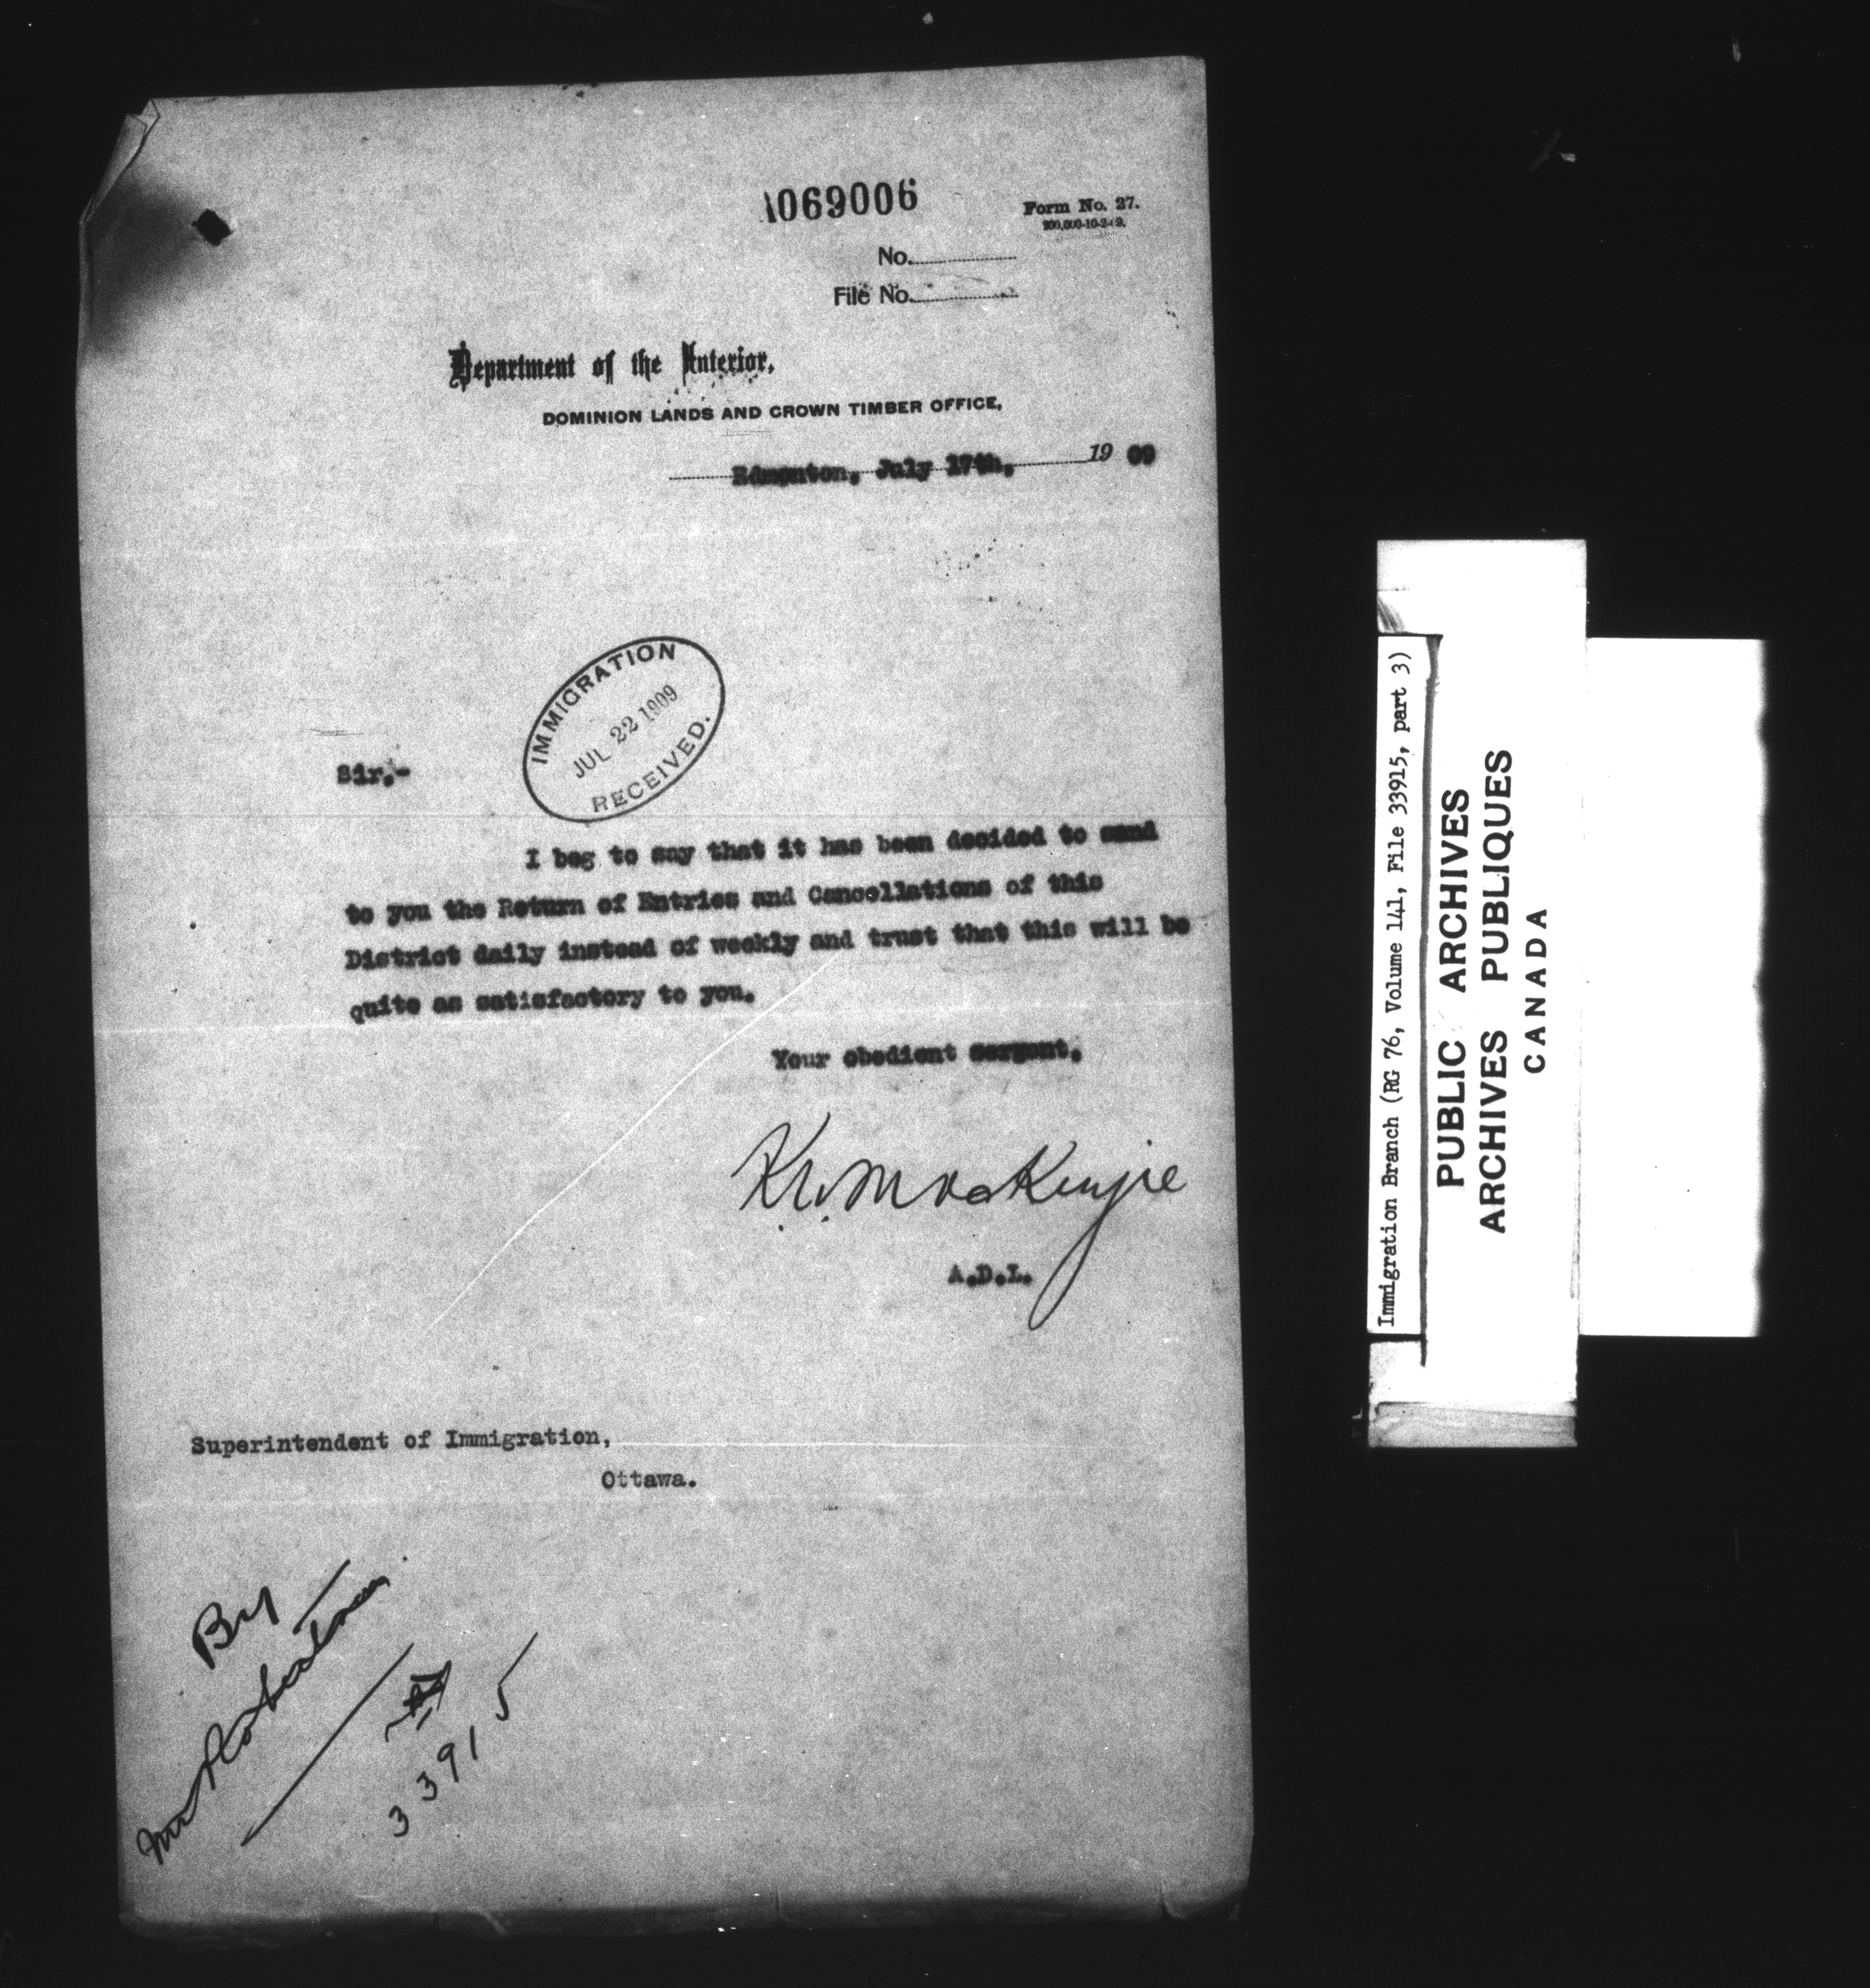 1069006
Form No. 27.
No.
File No.
Department of the Interior,
DOMINION LANDS AND CROWN TIMBER OFFICE,
Edmonton, July 17th, 1909
IMMIGRATION
JUL 22 1909
RECEIVED.
Sir,-
I beg to say that it has been decided to send
to you the Return of Entries and Cancellations of this
District daily instead of weekly and trust that this will be
quite as satisfactory to you.
Your obedient servant,
K.W. MacKenzie
A.D.L.
Superintendent of Immigration,
Ottawa.
By
Mr Robertson
33915
Immigration Branch (RG 76, Volume 141, File 33915, part 3)
PUBLIC ARCHIVES
ARCHIVES PUBLIQUES
CANADA